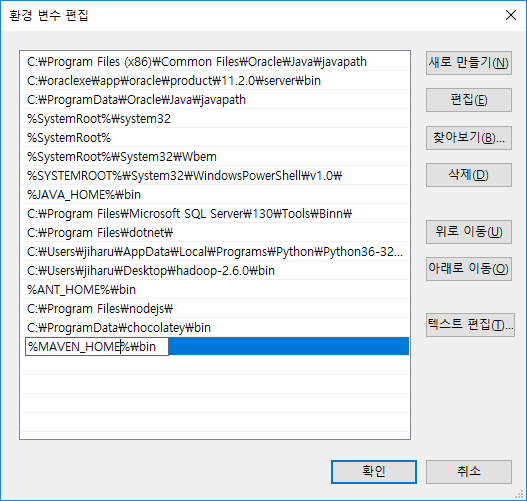 환경 변수 편집
C:₩Program Files (x86)₩Common Files₩Oracle₩Java₩javapath
C:₩oraclexe₩app₩oracle₩product₩11.2.0₩server₩bin
C:₩ProgramData₩Oracle₩Java₩javapath
%SystemRoot%₩system32
%SystemRoot%
%SystemRoot%₩System32₩Wbem
%SYSTEMROOT%₩System32₩WindowsPowerShell₩v1.0₩
%JAVA_HOME%₩bin
C:₩Program Files₩Microsoft SQL Server₩130₩Tools₩Binn₩
C:₩Program Files₩dotnet₩
C:₩Users₩jiharu₩AppData₩Local₩Programs₩Python₩Python36-32...
C:₩Users₩jiharu₩Desktop₩hadoop-2.6.0₩bin
%ANT_HOME%₩bin
C:₩Program Files₩nodejs₩
C:₩ProgramData₩chocolatey₩bin
%MAVEN_HOME%₩bin
새로 만들기(N)
편집(E)
찾아보기(B)...
삭제(D)
위로 이동(U)
아래로 이동(O)
텍스트 편집(T)...
확인
취소